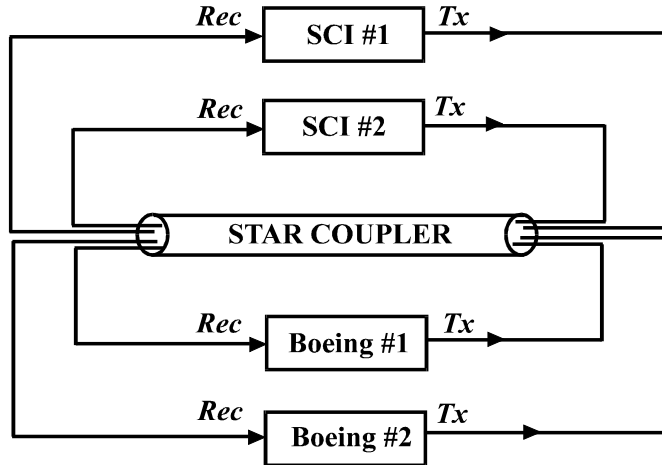 Rec SCI #1 Tx
Rec SCI #2 Tx
STAR COUPLER
Rec Boeing #1 Tx
Rec Boeing #2 Tx